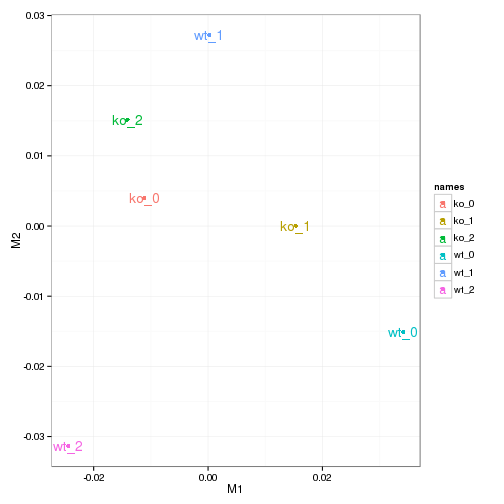 0.03
0.02
0.01
0.00
-0.01
-0.02
-0.03
M2
wt_1
ko_2
ko_0
ko_1
wt_0
wt_2
-0.02
0.00
0.02
M1
names
a ko_0
a ko_1
a ko_2
a wt_0
a wt_1
a wt_2